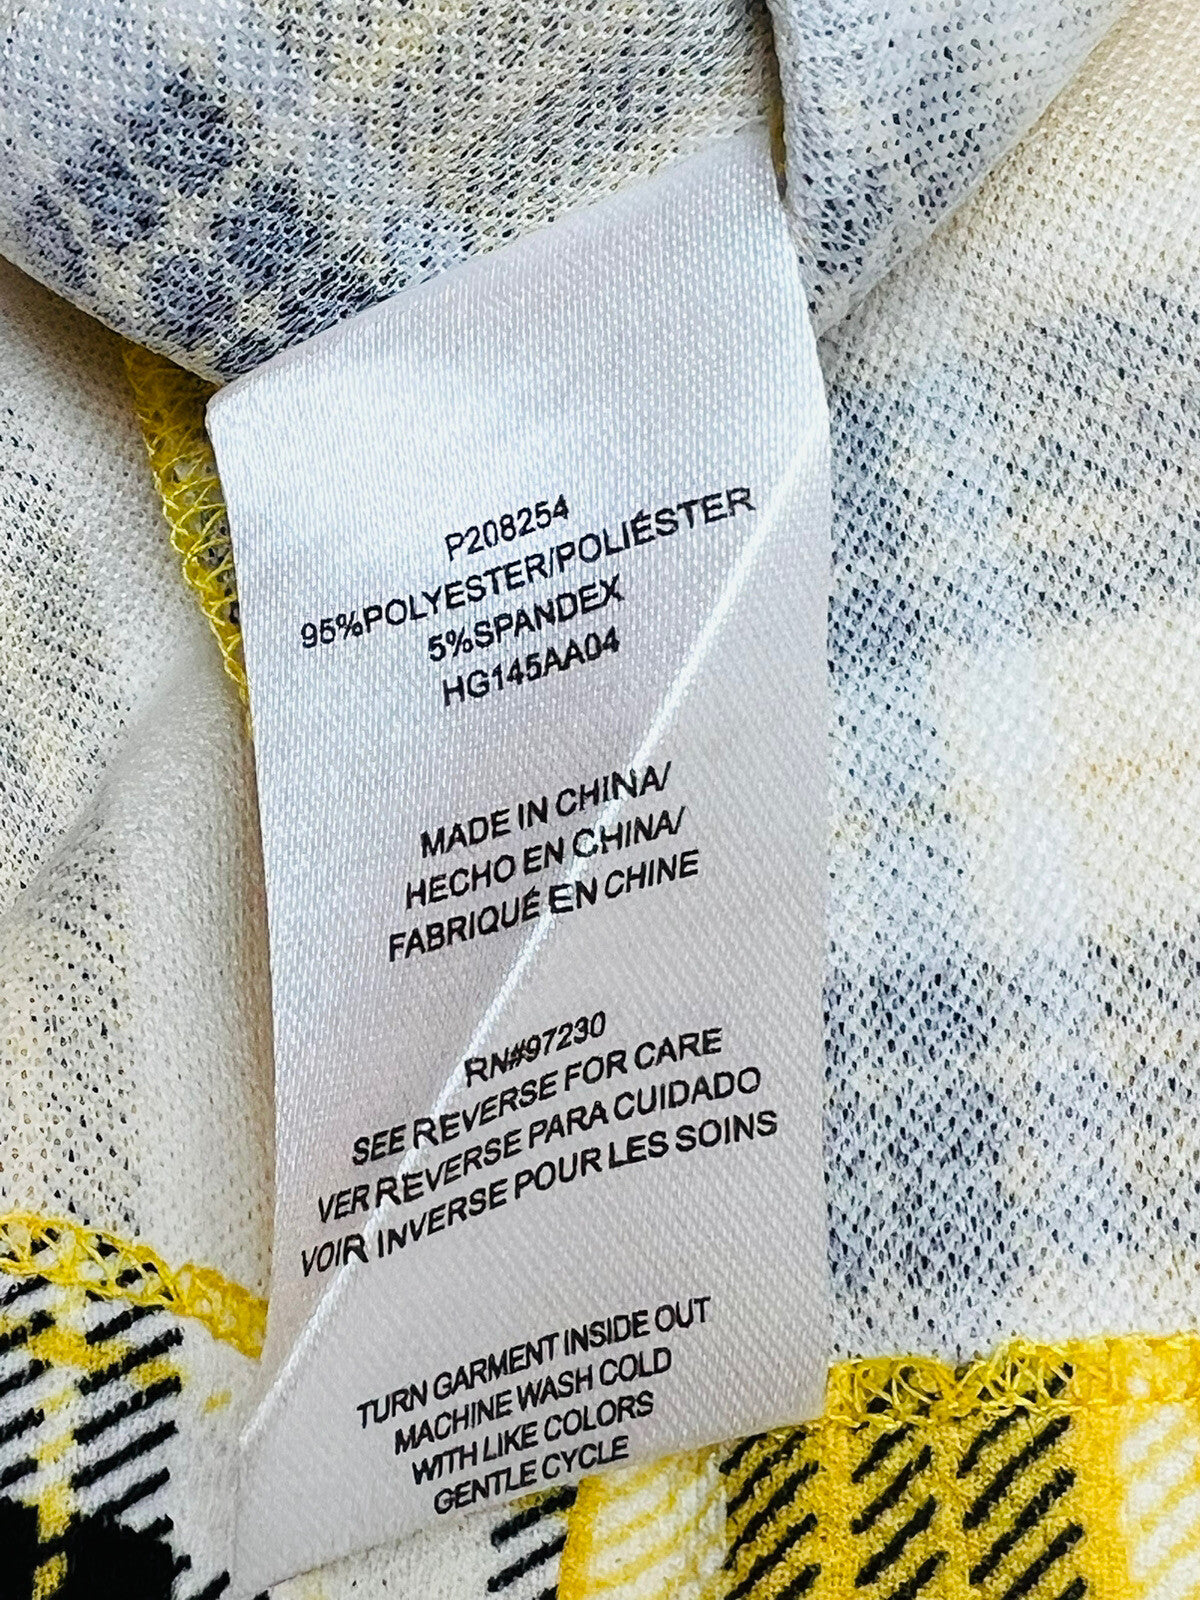 P208254
95%POLYESTER/POLIÉSTER
5%SPANDEX
HG145AA04
MADE IN CHINA/
HECHO EN CHINA/
FABRIQUÉ EN CHINE
RN#97230
SEE REVERSE FOR CARE
VER REVERSE PARA CUIDADO
VOIR INVERSE POUR LES SOINS
TURN GARMENT INSIDE OUT
MACHINE WASH COLD
WITH LIKE COLORS
GENTLE CYCLE